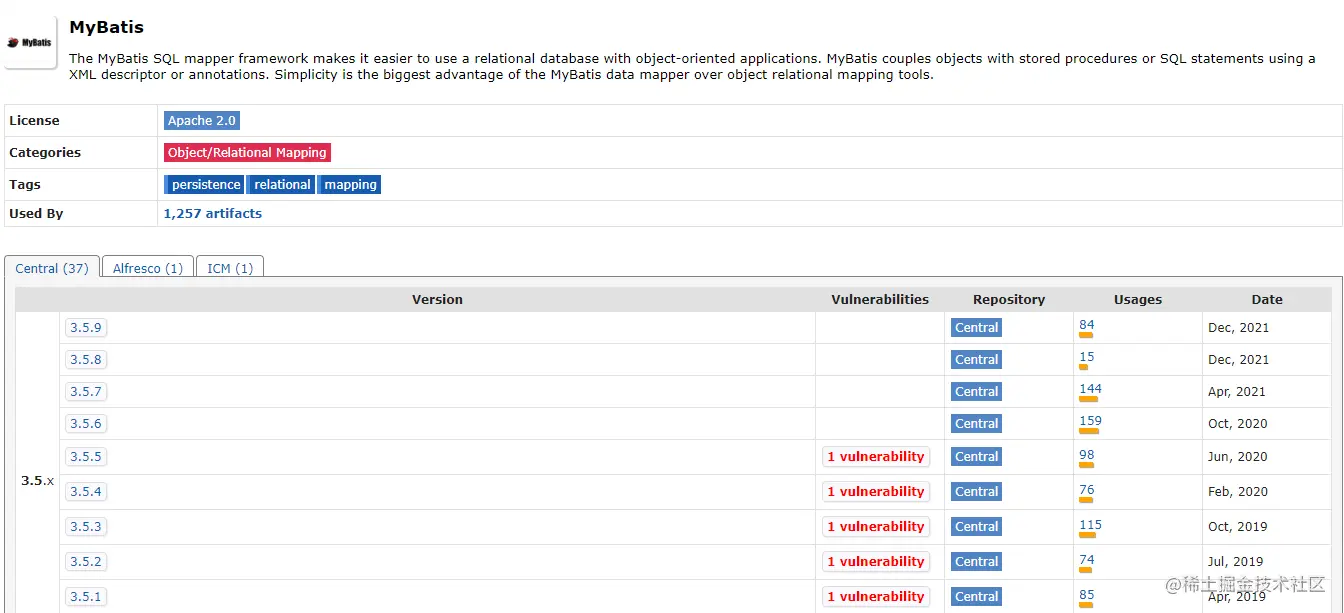 MyBatis
MyBatis
The MyBatis SQL mapper framework makes it easier to use a relational database with object-oriented applications. MyBatis couples objects with stored procedures or SQL statements using a
XML descriptor or annotations. Simplicity is the biggest advantage of the MyBatis data mapper over object relational mapping tools.
License Apache 2.0
Categories Object/Relational Mapping
Tags persistence relational mapping
Used By 1,257 artifacts
Central (37) Alfresco (1) ICM (1)
Version Vulnerabilities Repository Usages Date
3.5.9 Central 84 Dec, 2021
3.5.8 Central 15 Dec, 2021
3.5.7 Central 144 Apr, 2021
3.5.6 Central 159 Oct, 2020
3.5.5 1 vulnerability Central 98 Jun, 2020
3.5.x
3.5.4 1 vulnerability Central 76 Feb, 2020
3.5.3 1 vulnerability Central 115 Oct, 2019
3.5.2 1 vulnerability Central 74 Jul, 2019
3.5.1 1 vulnerability Central 85 Apr, 2019
@稀土掘金技术社区